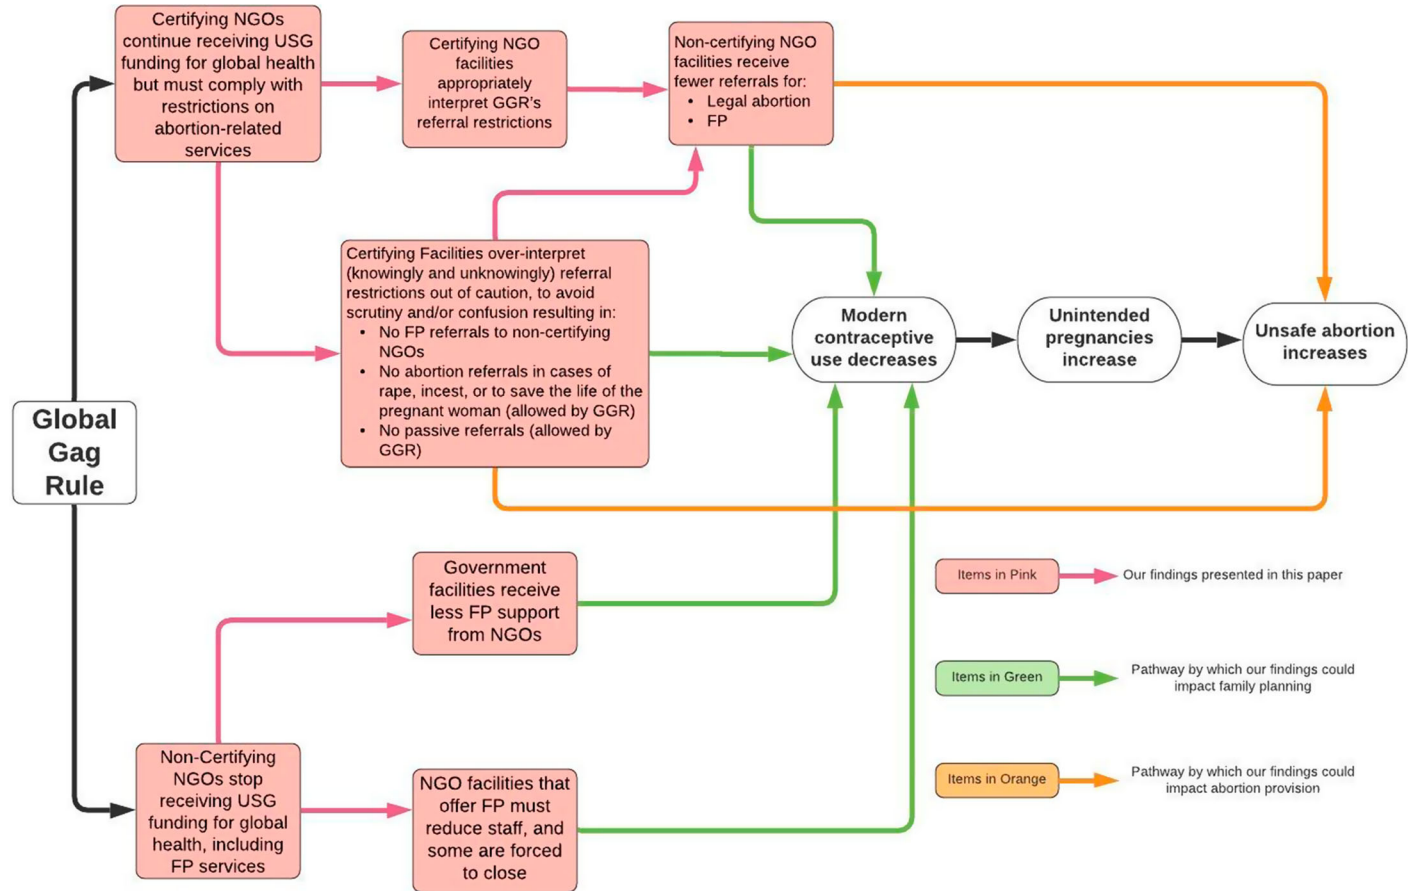 Certifying NGOs
continue receiving USG
funding for global health
but must comply with
restrictions on
abortion-related
services
Certifying NGO
facilities
appropriately
interpret GGR's
referral restrictions
Non-certifying NGO
facilities receive
fewer referrals for:
• Legal abortion
• FP
Certifying Facilities over-interpret
(knowingly and unknowingly) referral
restrictions out of caution, to avoid
scrutiny and/or confusion resulting in:
• No FP referrals to non-certifying
NGOs
• No abortion referrals in cases of
rape, incest, or to save the life of the
pregnant woman (allowed by GGR)
• No passive referrals (allowed by
GGR)
Modern
contraceptive
use decreases
Unintended
pregnancies
increase
Unsafe abortion
increases
Global
Gag
Rule
Government
facilities receive
less FP support
from NGOs
Non-Certifying
NGOs stop
receiving USG
funding for global
health, including
FP services
NGO facilities that
offer FP must
reduce staff, and
some are forced
to close
Items in Pink
Our findings presented in this paper
Items in Green
Pathway by which our findings could
impact family planning
Items in Orange
Pathway by which our findings could
impact abortion provision